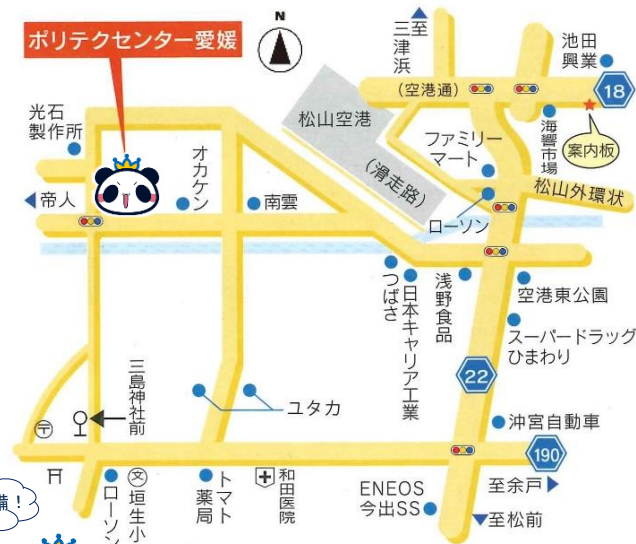 N
ポリテクセンター愛媛
至三津浜
池田興業
(空港通)
18
案内板
海響市場
松山空港
(滑走路)
ファミリーマート
松山外環状
ローソン
光石製作所
オカケン
南雲
帝人
つばさ
日本キャリア工業
浅野食品
空港東公園
スーパードラッグ
ひまわり
22
三島神社前
ユタカ
沖宮自動車
190
〒
ローソン
文
垣生小
トマト薬局
和田医院
ENEOS
今出SS
至余戸
至松前
備！